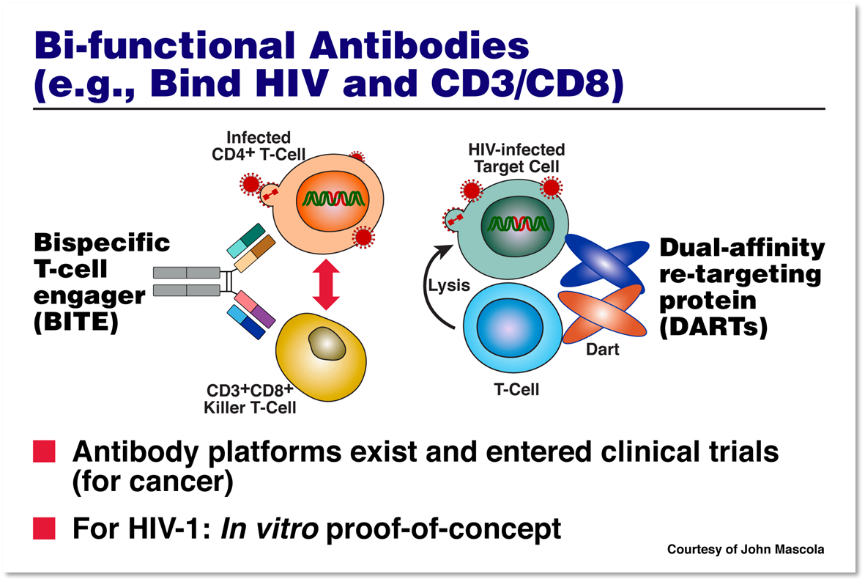 Bi-functional Antibodies
(e.g., Bind HIV and CD3/CD8)
Infected
CD4+ T-Cell
Bispecific
T-cell
engager
(BITE)
CD3+CD8+
Killer T-Cell
HIV-infected
Target Cell
Lysis
T-Cell
Dart
Dual-affinity
re-targeting
protein
(DARTs)
Antibody platforms exist and entered clinical trials
(for cancer)
For HIV-1: In vitro proof-of-concept
Courtesy of John Mascola